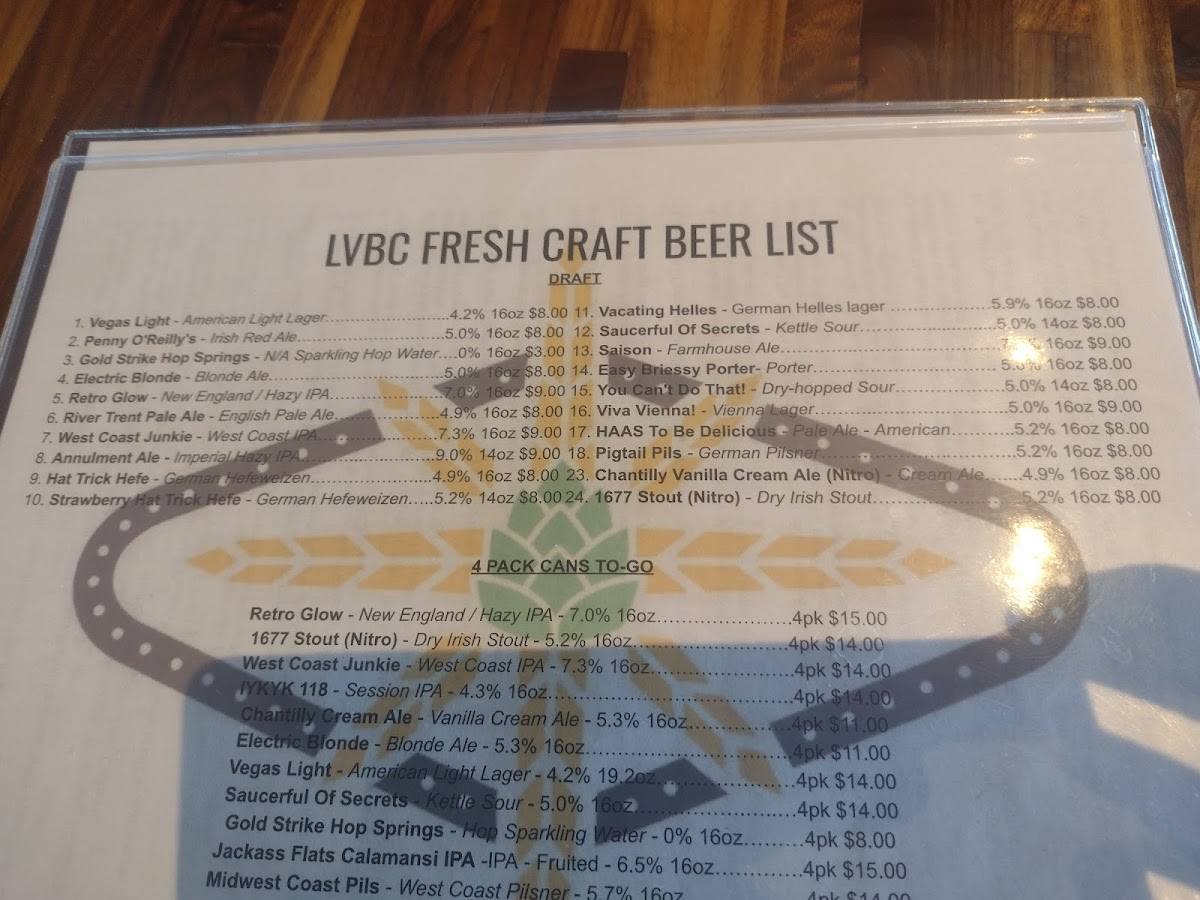 LVBC FRESH CRAFT BEER LIST
DRAFT
1. Vegas Light - American Light Lager..............................4.2% 16oz $8.00
2. Penny O'Reilly's - Irish Red Ale....................................5.0% 16oz $8.00
3. Gold Strike Hop Springs - N/A Sparkling Hop Water....0% 16oz $3.00
4. Electric Blonde - Blonde Ale..........................................5.0% 16oz $8.00
5. Retro Glow - New England / Hazy IPA...........................7.0% 16oz $9.00
6. River Trent Pale Ale - English Pale Ale.........................4.9% 16oz $8.00
7. West Coast Junkie - West Coast IPA............................7.3% 16oz $9.00
8. Annulment Ale - Imperial Hazy IPA...............................9.0% 14oz $9.00
9. Hat Trick Hefe - German Hefeweizen............................4.9% 16oz $8.00
10. Strawberry Hat Trick Hefe - German Hefeweizen.....5.2% 14oz $8.00
11. Vacating Helles - German Helles lager ....................5.9% 16oz $8.00
12. Saucerful Of Secrets - Kettle Sour...........................5.0% 14oz $8.00
13. Saison - Farmhouse Ale............................................ 16oz $9.00
14. Easy Briessy Porter- Porter...................................... 16oz $8.00
15. You Can't Do That! - Dry-hopped Sour.....................5.0% 14oz $8.00
16. Viva Vienna! - Vienna Lager......................................5.0% 16oz $9.00
17. HAAS To Be Delicious - Pale Ale - American............5.2% 16oz $8.00
18. Pigtail Pils - German Pilsner.....................................5.2% 16oz $8.00
23. Chantilly Vanilla Cream Ale (Nitro) - Cream Ale.......4.9% 16oz $8.00
24. 1677 Stout (Nitro) - Dry Irish Stout............................5.2% 16oz $8.00
4 PACK CANS TO-GO
Retro Glow - New England / Hazy IPA - 7.0% 16oz.........................4pk $15.00
1677 Stout (Nitro) - Dry Irish Stout - 5.2% 16oz.............................4pk $14.00
West Coast Junkie - West Coast IPA - 7.3% 16oz..........................4pk $14.00
IYKYK 118 - Session IPA - 4.3% 16oz.............................................4pk $14.00
Chantilly Cream Ale - Vanilla Cream Ale - 5.3% 16oz...................4pk $11.00
Electric Blonde - Blonde Ale - 5.3% 16oz......................................4pk $11.00
Vegas Light - American Light Lager - 4.2% 19.2oz.........................4pk $14.00
Saucerful Of Secrets - Kettle Sour - 5.0% 16oz.............................4pk $14.00
Gold Strike Hop Springs - Hop Sparkling Water - 0% 16oz...........4pk $8.00
Jackass Flats Calamansi IPA -IPA - Fruited - 6.5% 16oz...............4pk $15.00
Midwest Coast Pils - West Coast Pilsner - 5.7% 16oz....................4pk $14.00